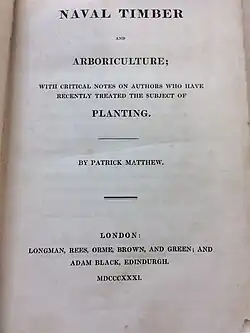 NAVAL TIMBER
AND
ARBORICULTURE;
WITH CRITICAL NOTES ON AUTHORS WHO HAVE
RECENTLY TREATED THE SUBJECT OF
PLANTING.
BY PATRICK MATTHEW.
LONDON:
LONGMAN, REES, ORME, BROWN, AND GREEN; AND
ADAM BLACK, EDINBURGH.
MDCCCXXXI.